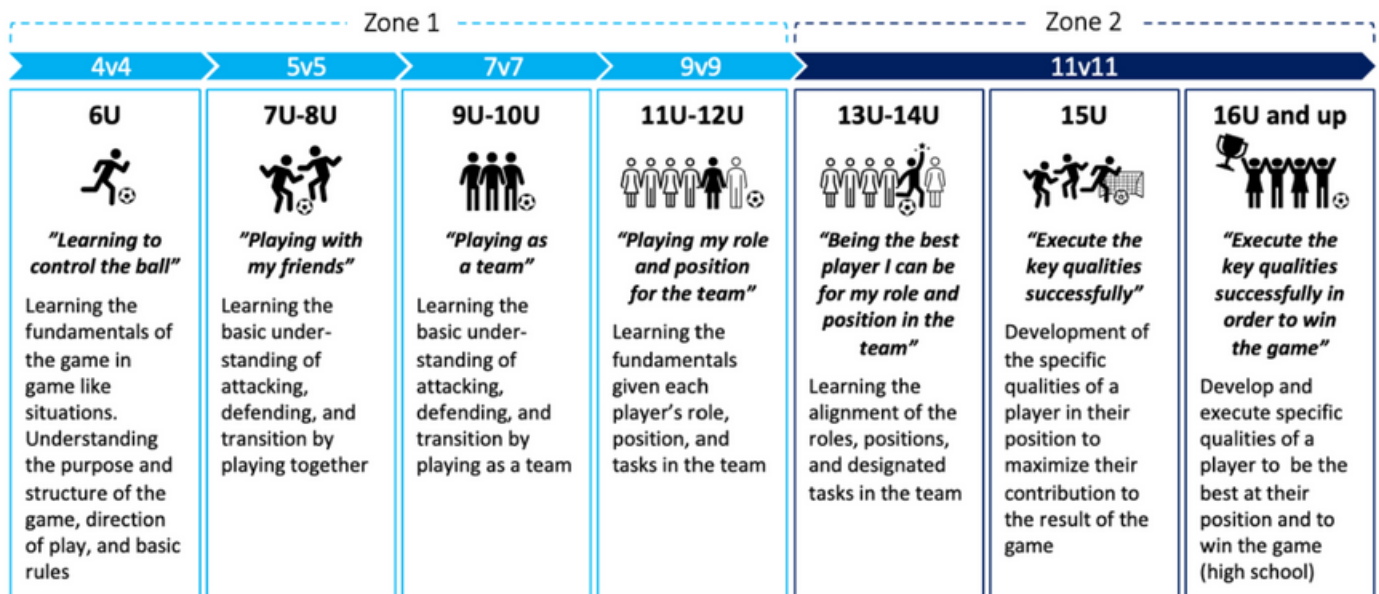 Zone 1
Zone 2
4v4
5v5
7v7
9v9
11v11
6U
"Learning to
control the ball"
Learning the
fundamentals of
the game in
game like
situations.
Understanding
the purpose and
structure of the
game, direction
of play, and basic
rules
7U-8U
"Playing with
my friends"
Learning the
basic under-
standing of
attacking,
defending, and
transition by
playing together
9U-10U
"Playing as
a team"
Learning the
basic under-
standing of
attacking,
defending, and
transition by
playing as a team
11U-12U
"Playing my role
and position
for the team"
Learning the
fundamentals
given each
player's role,
position, and
tasks in the team
13U-14U
"Being the best
player I can be
for my role and
position in the
team"
Learning the
alignment of the
roles, positions,
and designated
tasks in the team
15U
"Execute the
key qualities
successfully"
Development of
the specific
qualities of a
player in their
position to
maximize their
contribution to
the result of the
game
16U and up
"Execute the
key qualities
successfully in
order to win
the game"
Develop and
execute specific
qualities of a
player to be the
best at their
position and to
win the game
(high school)